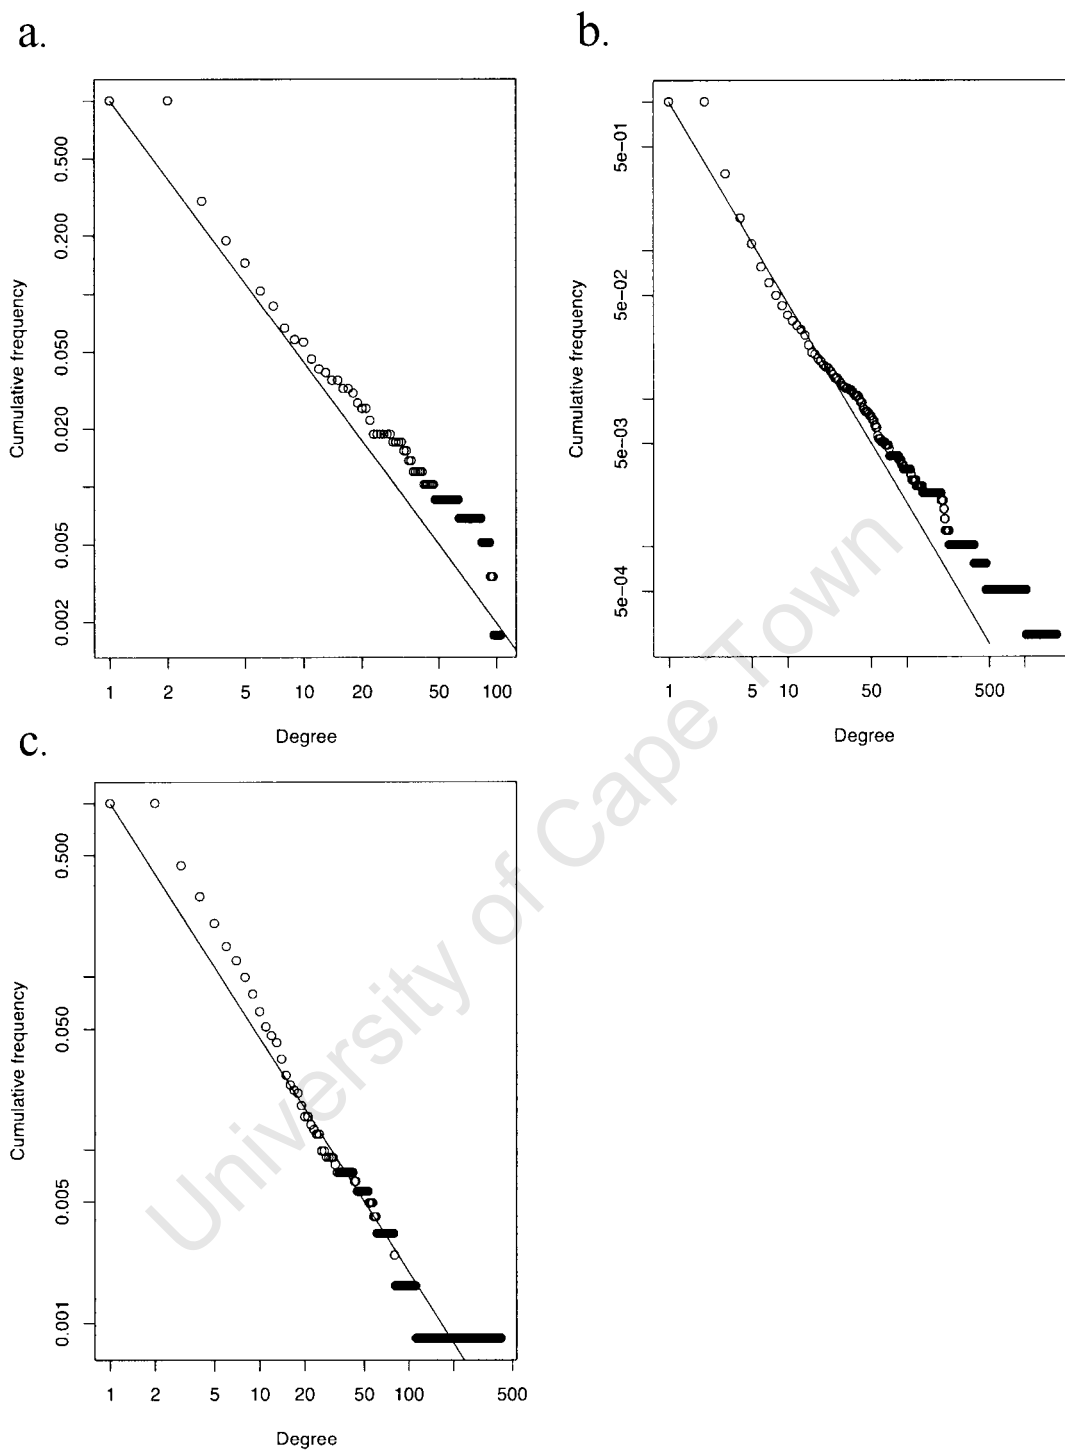 a.
Cumulative frequency
0.500
0.200
0.050
0.020
0.005
0.002
1 2 5 10 20 50 100
Degree
b.
Cumulative frequency
5e−01
5e−02
5e−03
5e−04
1 5 10 50 500
Degree
c.
Cumulative frequency
0.500
0.050
0.005
0.001
1 2 5 10 20 50 100 500
Degree
University of Cape Town